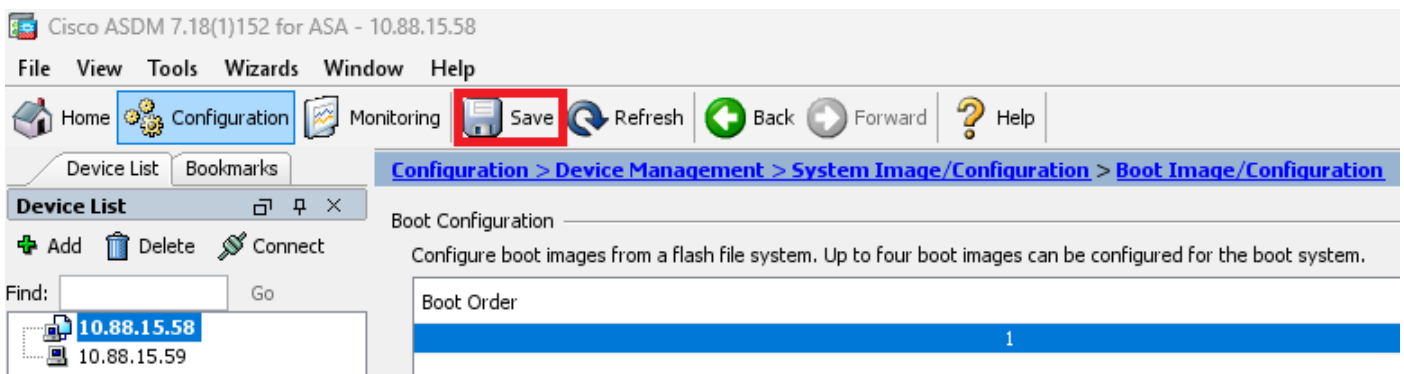 Cisco ASDM 7.18(1)152 for ASA - 10.88.15.58
File View Tools Wizards Window Help
Home Configuration Monitoring Save Refresh Back Forward Help
Device List Bookmarks
Configuration > Device Management > System Image/Configuration > Boot Image/Configuration
Device List
Boot Configuration
Add Delete Connect
Configure boot images from a flash file system. Up to four boot images can be configured for the boot system.
Find: Go
Boot Order
10.88.15.58
1
10.88.15.59